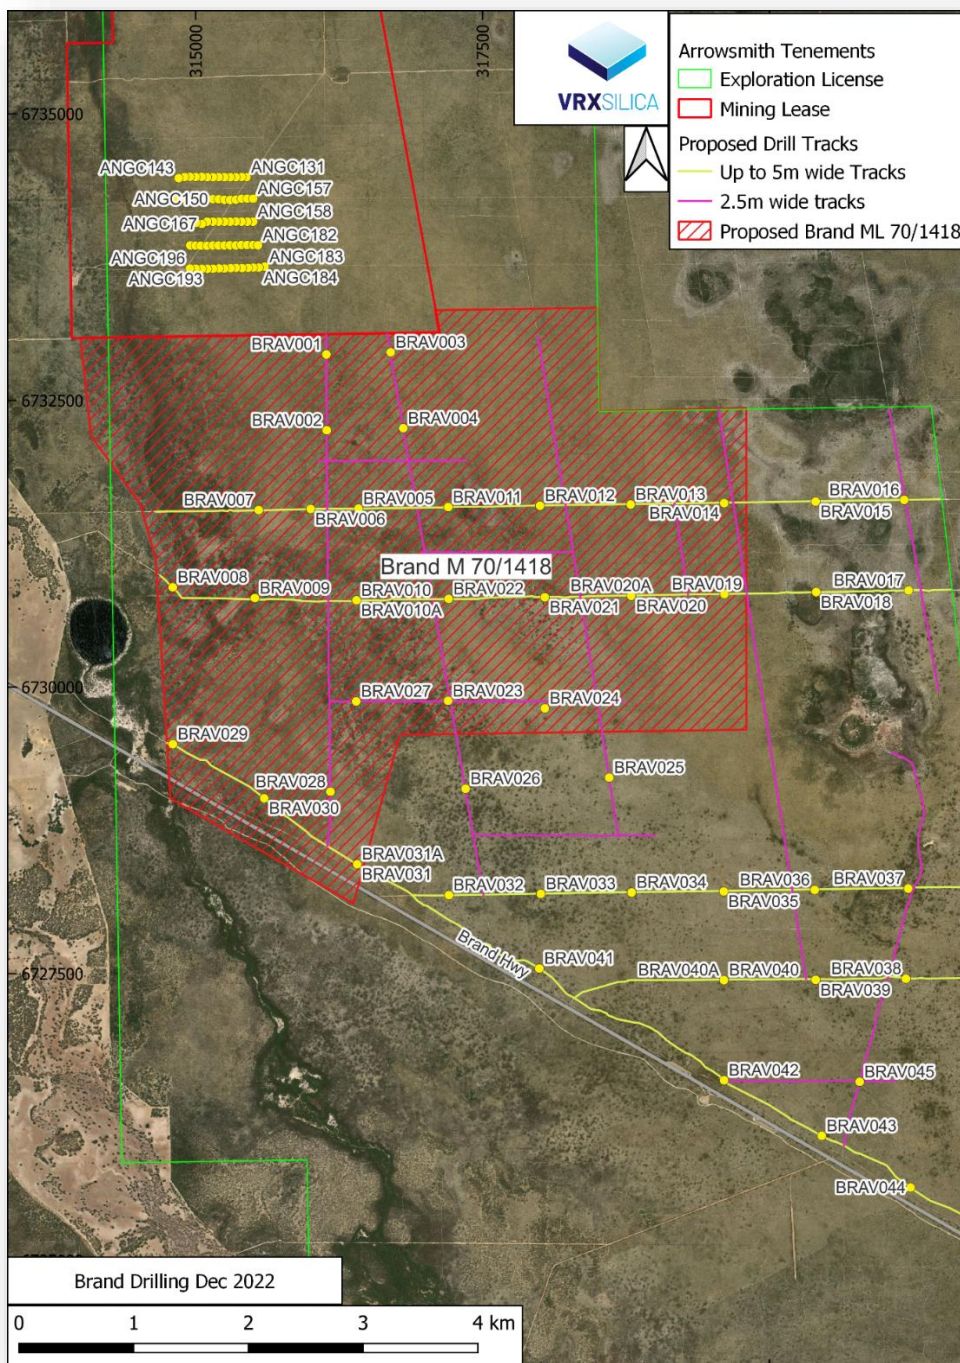 315000
317500
VRXSILICA
Arrowsmith Tenements
Exploration License
Mining Lease
Proposed Drill Tracks
Up to 5m wide Tracks
2.5m wide tracks
Proposed Brand ML 70/1418
6735000
ANGC143
ANGC131
ANGC150
ANGC157
ANGC167
ANGC158
ANGC182
ANGC196
ANGC183
ANGC193
ANGC184
BRAV001
BRAV003
6732500
BRAV002
BRAV004
BRAV007
BRAV005
BRAV006
BRAV011
BRAV012
BRAV013
BRAV014
BRAV016
BRAV015
Brand M 70/1418
BRAV008
BRAV009
BRAV010
BRAV010A
BRAV022
BRAV020A
BRAV021
BRAV020
BRAV019
BRAV017
BRAV018
6730000
BRAV027
BRAV023
BRAV024
BRAV029
BRAV028
BRAV030
BRAV026
BRAV025
BRAV031A
BRAV031
BRAV032
BRAV033
BRAV034
BRAV036
BRAV035
BRAV037
6727500
Brand Hwy
BRAV041
BRAV040A
BRAV040
BRAV038
BRAV039
BRAV042
BRAV045
BRAV043
BRAV044
Brand Drilling Dec 2022
0 1 2 3 4 km